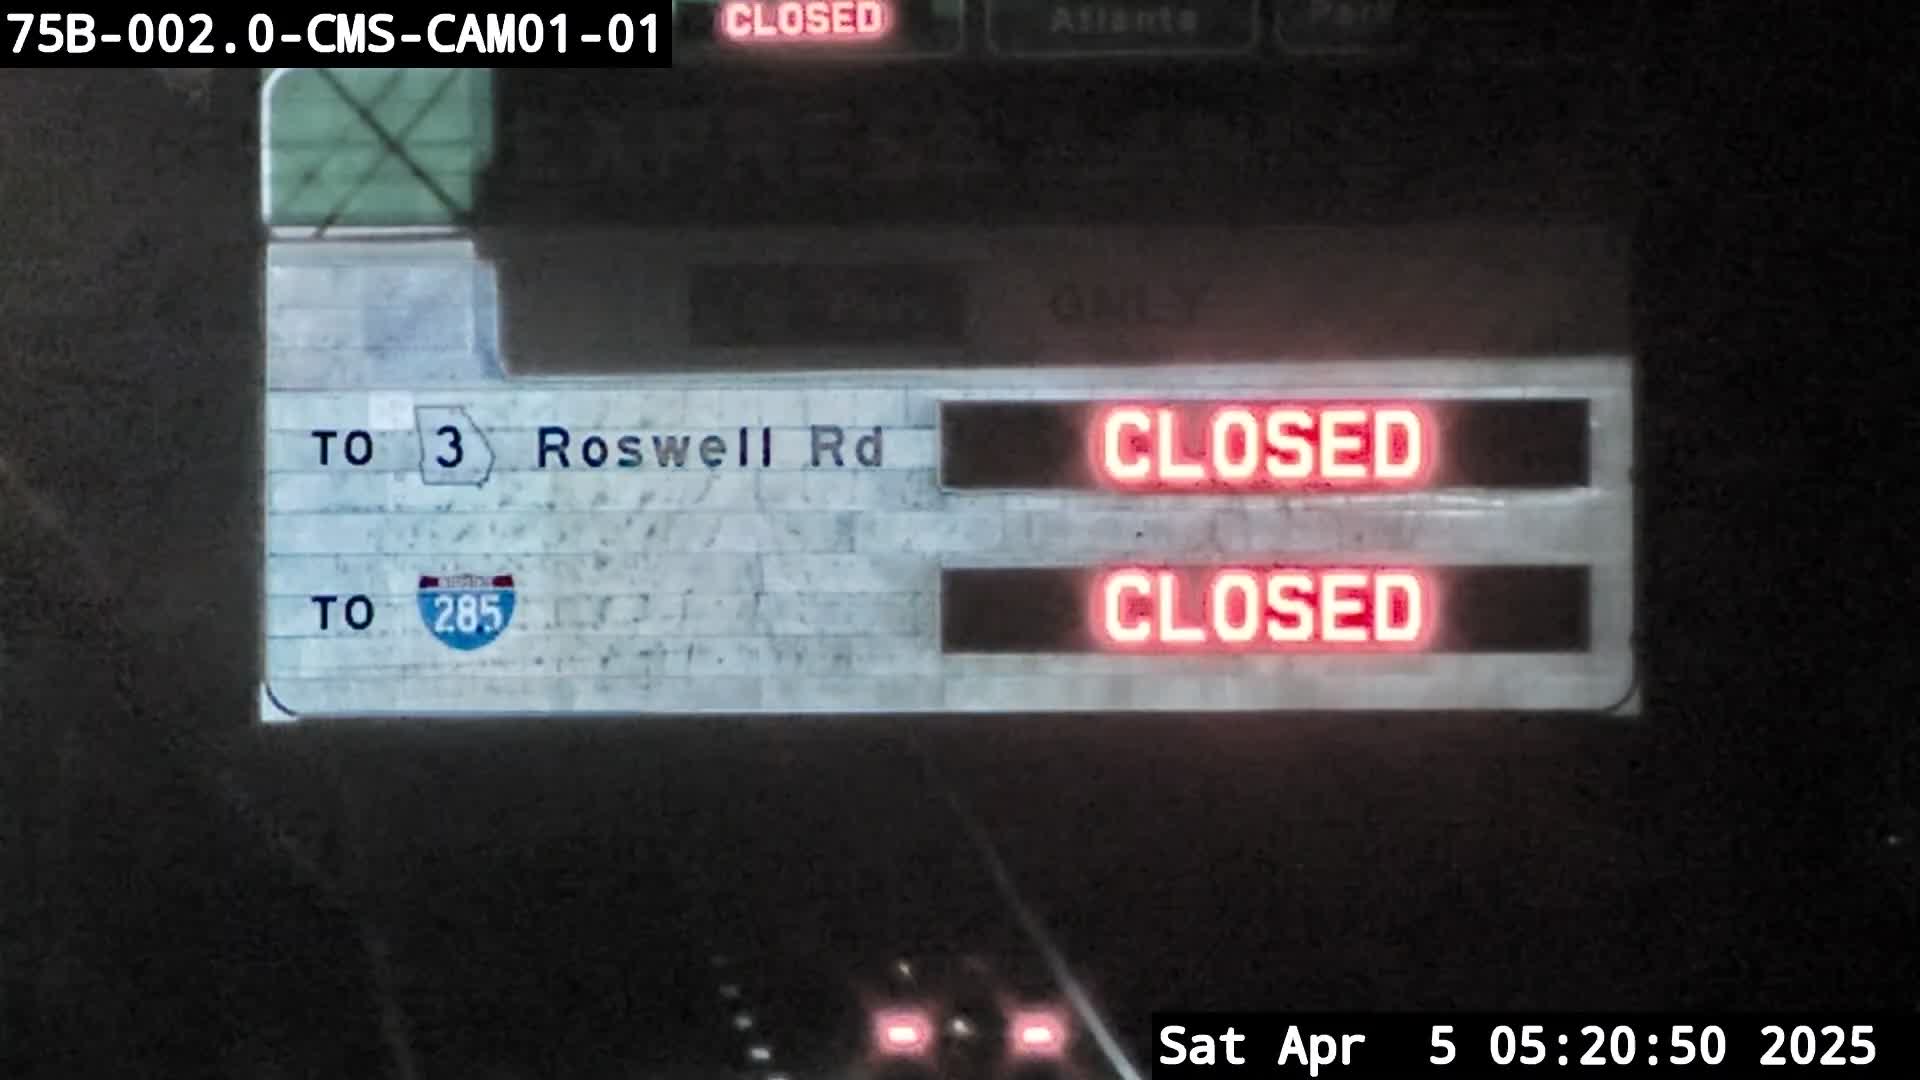 75B-002.0-CMS-CAM01-01
CLOSED
Atlanta
ONLY
TO 3 Roswell Rd CLOSED
TO 285 CLOSED
Sat Apr 5 05:20:50 2025